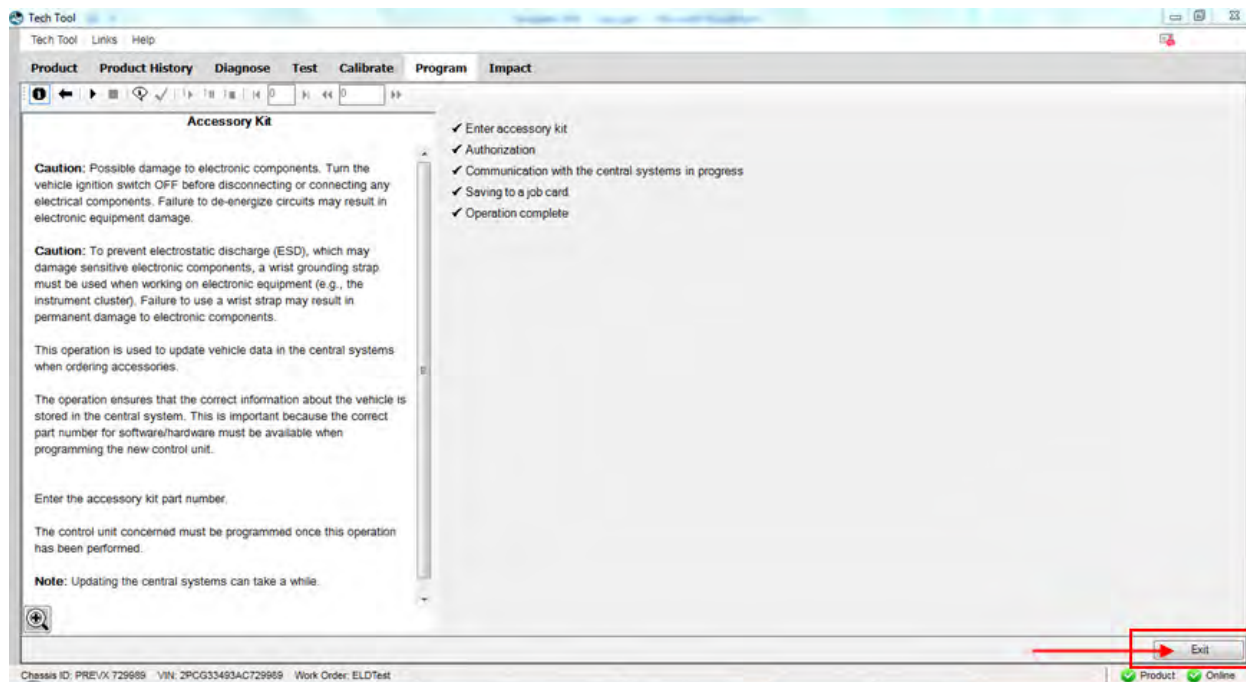 Tech Tool
Tech Tool Links Help
Product Product History Diagnose Test Calibrate Program Impact
0 0
Accessory Kit
Caution: Possible damage to electronic components. Turn the
vehicle ignition switch OFF before disconnecting or connecting any
electrical components. Failure to de-energize circuits may result in
electronic equipment damage.
Caution: To prevent electrostatic discharge (ESD), which may
damage sensitive electronic components, a wrist grounding strap
must be used when working on electronic equipment (e.g., the
instrument cluster). Failure to use a wrist strap may result in
permanent damage to electronic components.
This operation is used to update vehicle data in the central systems
when ordering accessories.
The operation ensures that the correct information about the vehicle is
stored in the central system. This is important because the correct
part number for software/hardware must be available when
programming the new control unit.
Enter the accessory kit part number.
The control unit concerned must be programmed once this operation
has been performed.
Note: Updating the central systems can take a while.
✓ Enter accessory kit
✓ Authorization
✓ Communication with the central systems in progress
✓ Saving to a job card
✓ Operation complete
Exit
Chassis ID: PREVX 729989 VIN: 2PCG33493AC729989 Work Order: ELDTest
Product Online